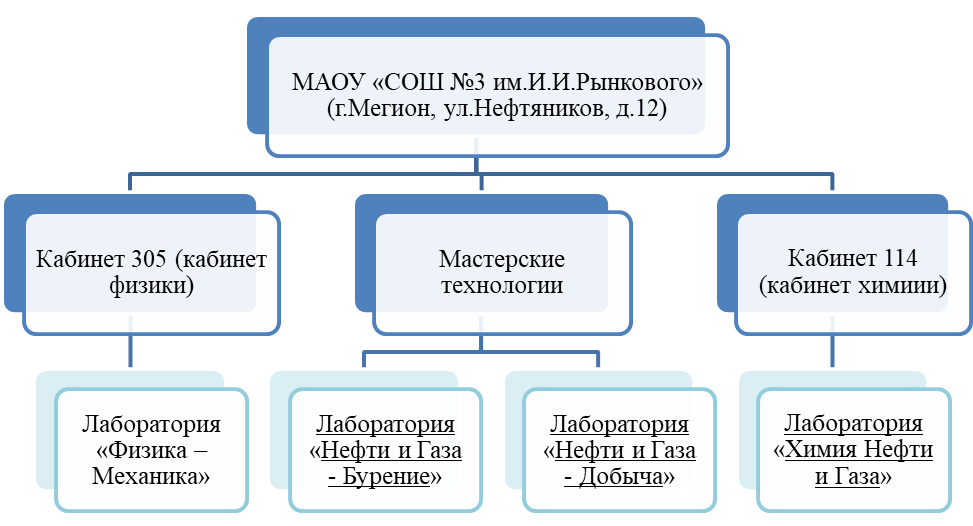 МАОУ «СОШ №3 им.И.И.Рынкового»
(г.Мегион, ул.Нефтяников, д.12)
Кабинет 305 (кабинет
физики)
Мастерские
технологии
Кабинет 114
(кабинет химиии)
Лаборатория
«Физика –
Механика»
Лаборатория
«Нефти и Газа
- Бурение»
Лаборатория
«Нефти и Газа
- Добыча»
Лаборатория
«Химия Нефти
и Газа»